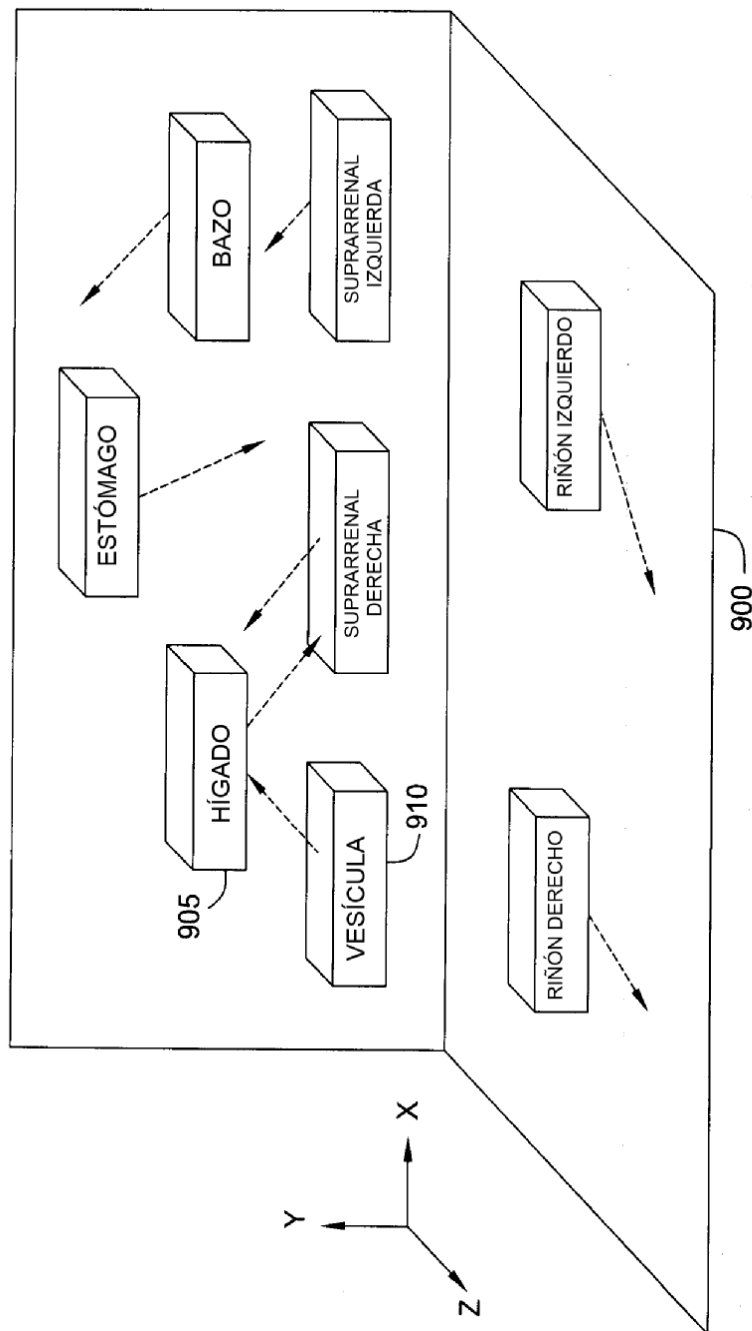 ESTÓMAGO
BAZO
HÍGADO
905
SUPRARRENAL
DERECHA
SUPRARRENAL
IZQUIERDA
VESÍCULA
910
RIÑÓN DERECHO
RIÑÓN IZQUIERDO
900
Y
X
Z